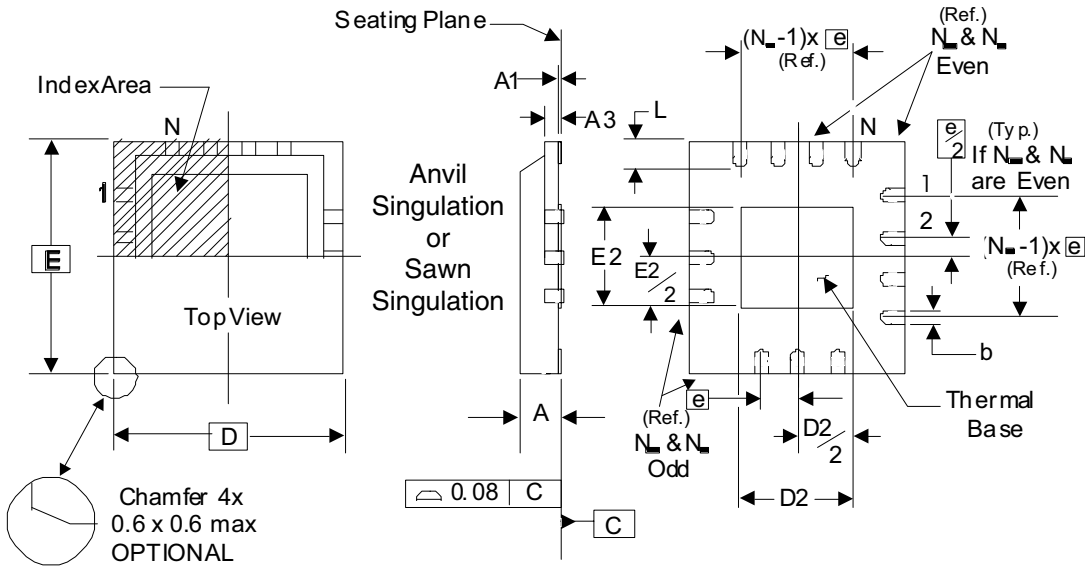 Seating Plane
(Ref.)
N & N
Even
(N -1)x e
(Ref.)
A1
IndexArea
A3
L
N
N
e/2
(Typ.)
If N & N
are Even
1
1
2
Anvil
Singulation
or
Sawn
Singulation
E
E2
E2/2
(N -1)x e
(Ref.)
TopView
b
A
e
(Ref.)
N & N
Odd
D2/2
Thermal
Base
D
D2
0.08 C
C
Chamfer 4x
0.6 x 0.6 max
OPTIONAL